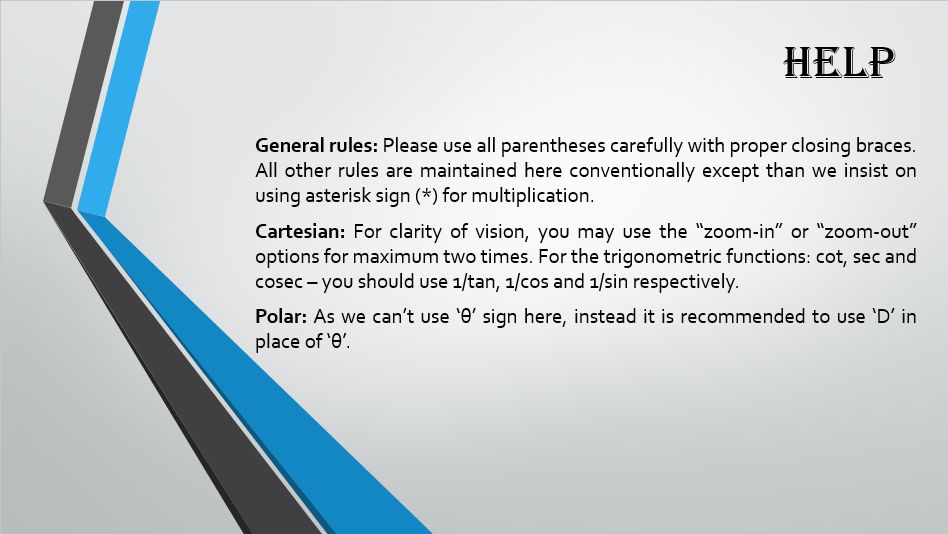 HELP
General rules: Please use all parentheses carefully with proper closing braces.
All other rules are maintained here conventionally except than we insist on
using asterisk sign (*) for multiplication.
Cartesian: For clarity of vision, you may use the “zoom-in” or “zoom-out”
options for maximum two times. For the trigonometric functions: cot, sec and
cosec – you should use 1/tan, 1/cos and 1/sin respectively.
Polar: As we can’t use ‘θ’ sign here, instead it is recommended to use ‘D’ in
place of ‘θ’.